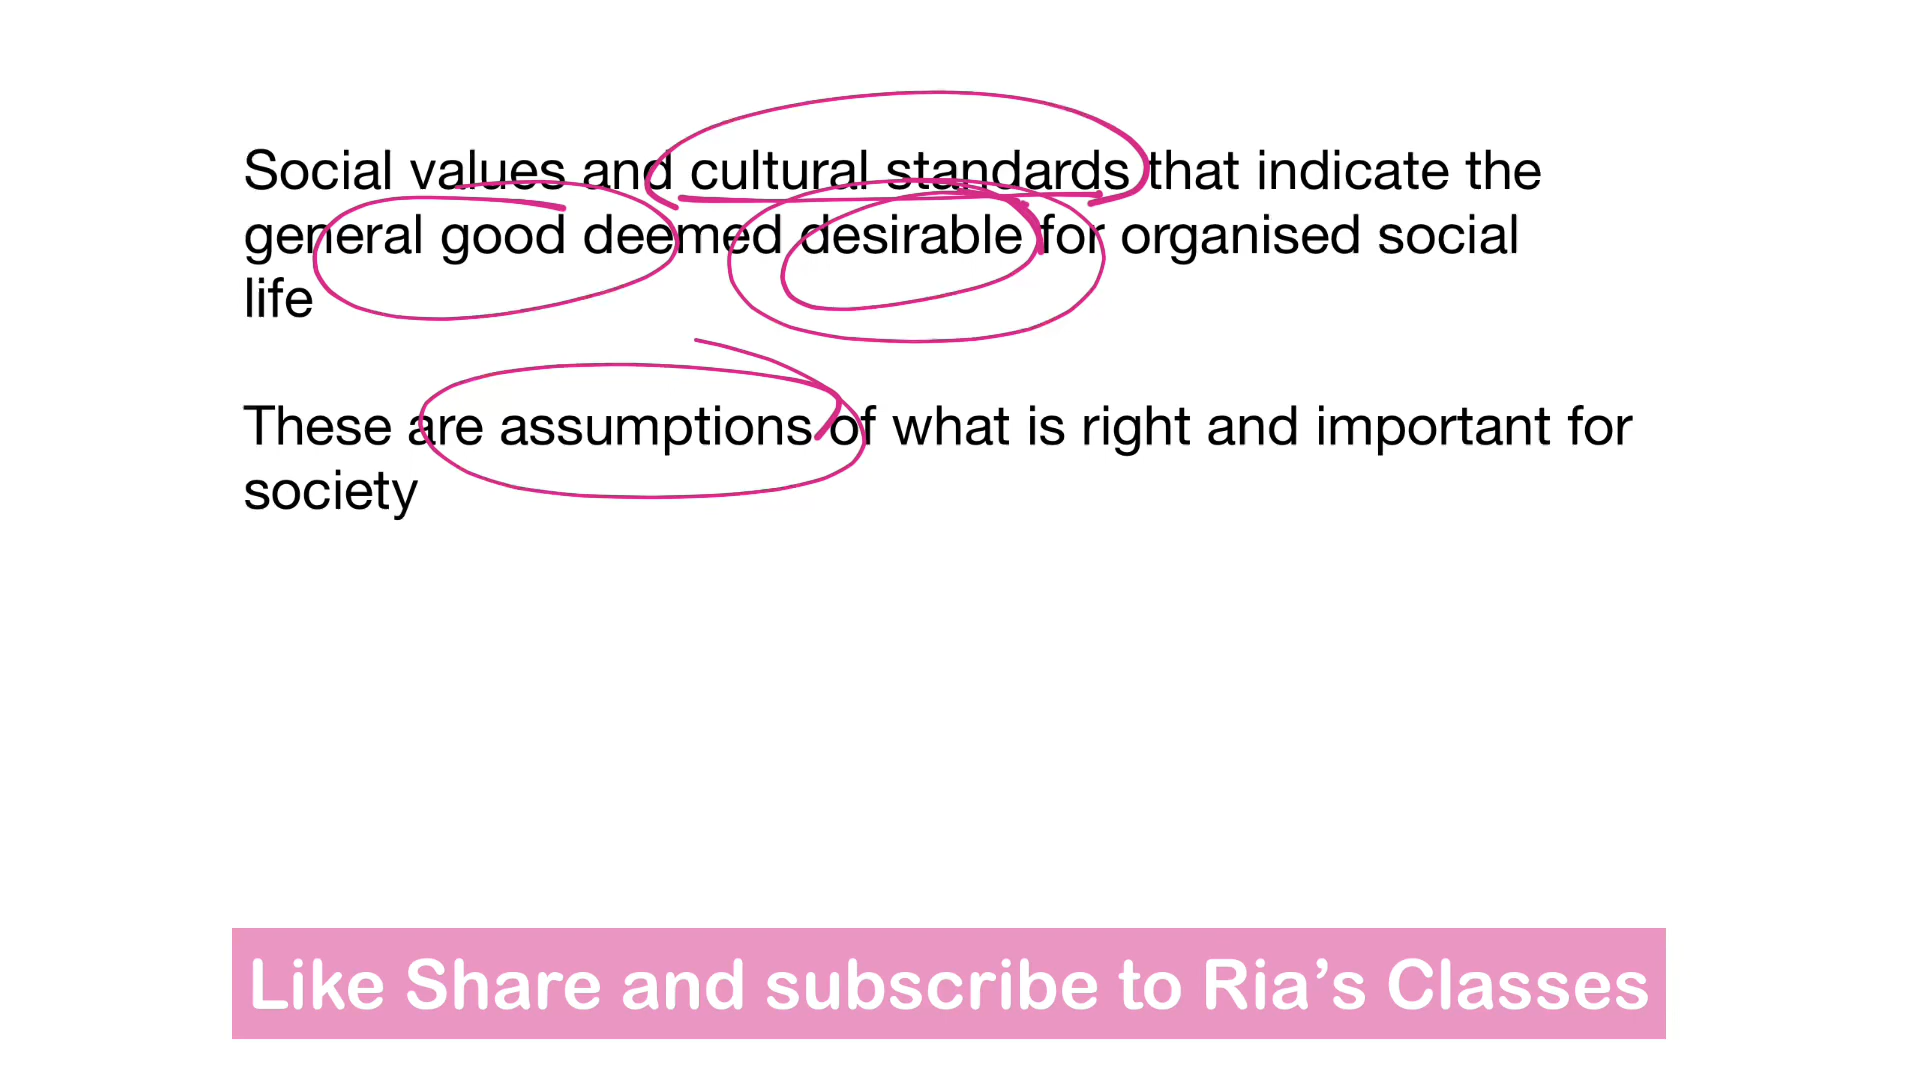 Social values and cultural standards that indicate the
general good deemed desirable for organised social
life
These are assumptions of what is right and important for
society
Like Share and subscribe to Ria’s Classes